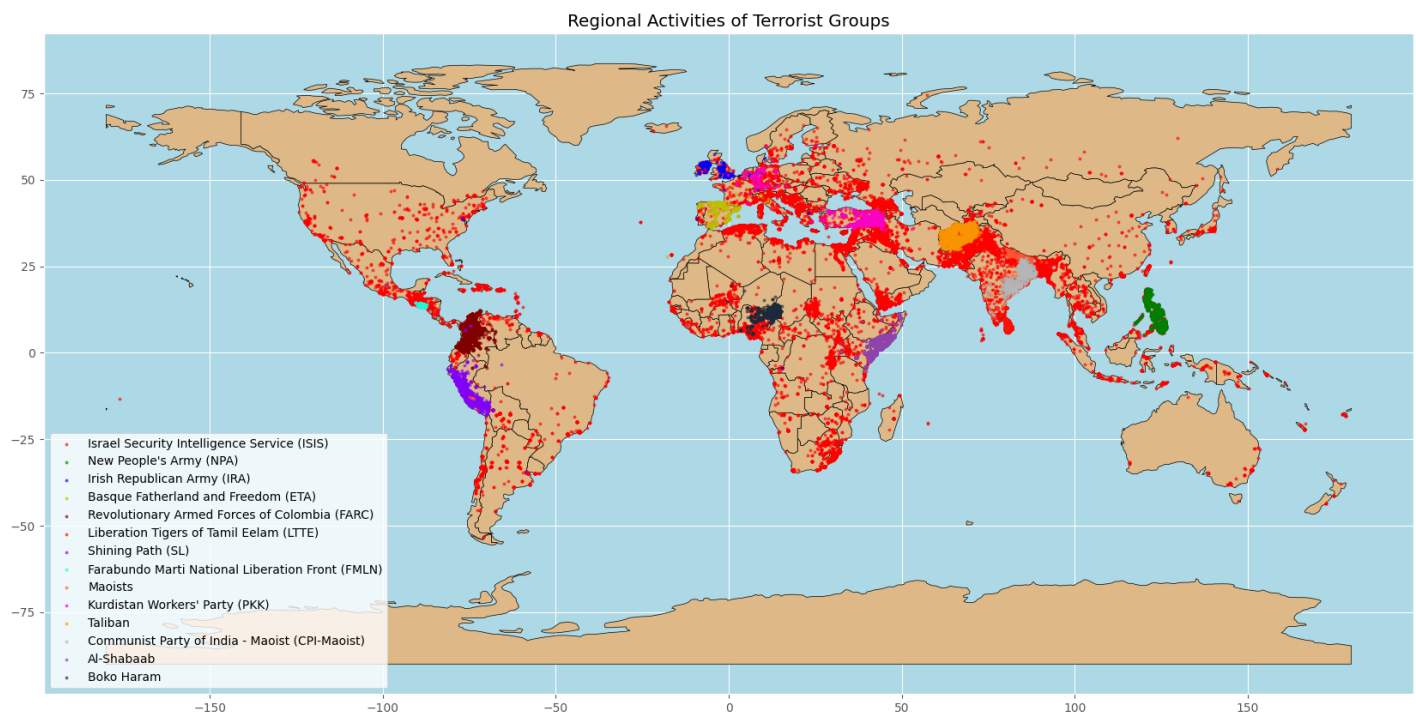 Regional Activities of Terrorist Groups
75
50
25
0
−25
−50
−75
Israel Security Intelligence Service (ISIS)
New People's Army (NPA)
Irish Republican Army (IRA)
Basque Fatherland and Freedom (ETA)
Revolutionary Armed Forces of Colombia (FARC)
Liberation Tigers of Tamil Eelam (LTTE)
Shining Path (SL)
Farabundo Marti National Liberation Front (FMLN)
Maoists
Kurdistan Workers' Party (PKK)
Taliban
Communist Party of India - Maoist (CPI-Maoist)
Al-Shabaab
Boko Haram
−150 −100 −50 0 50 100 150